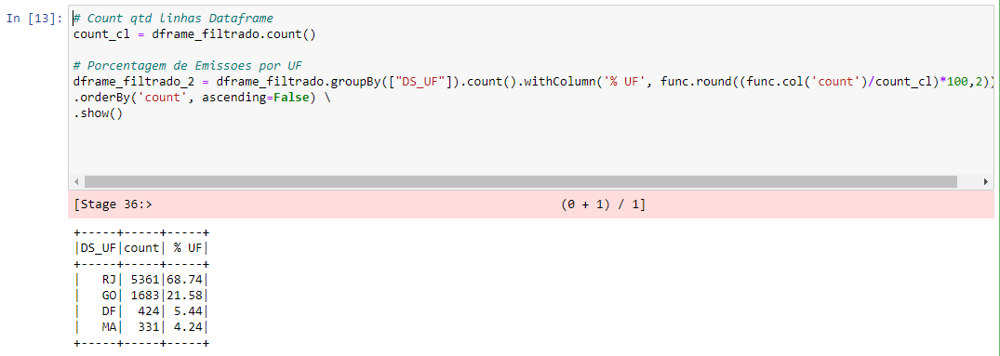 In [13]:
# Count qtd linhas Dataframe
count_cl = dframe_filtrado.count()
# Porcentagem de Emissoes por UF
dframe_filtrado_2 = dframe_filtrado.groupBy(["DS_UF"]).count().withColumn('% UF', func.round((func.col('count')/count_cl)*100,2))
.orderBy('count', ascending=False) \
.show()
[Stage 36:> (0 + 1) / 1]
+-----+-----+-----+
|DS_UF|count| % UF|
+-----+-----+-----+
|   RJ| 5361|68.74|
|   GO| 1683|21.58|
|   DF|  424| 5.44|
|   MA|  331| 4.24|
+-----+-----+-----+